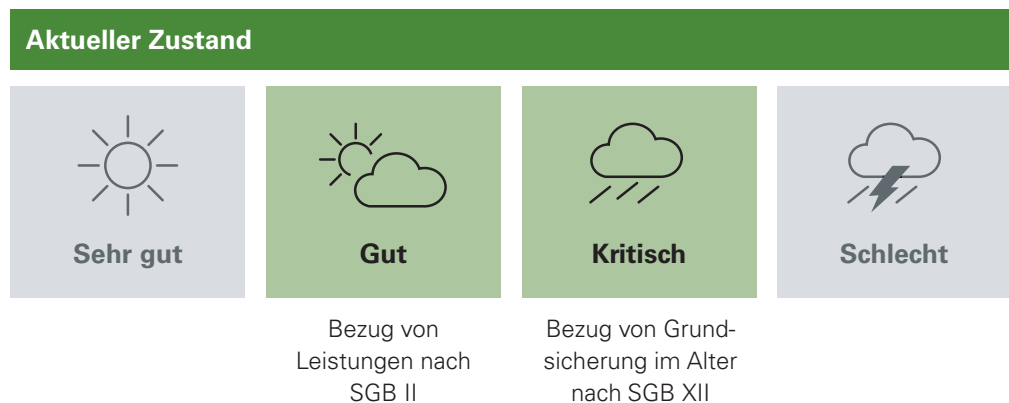 Aktueller Zustand
Sehr gut
Gut
Kritisch
Schlecht
Bezug von
Leistungen nach
SGB II
Bezug von Grund-
sicherung im Alter
nach SGB XII